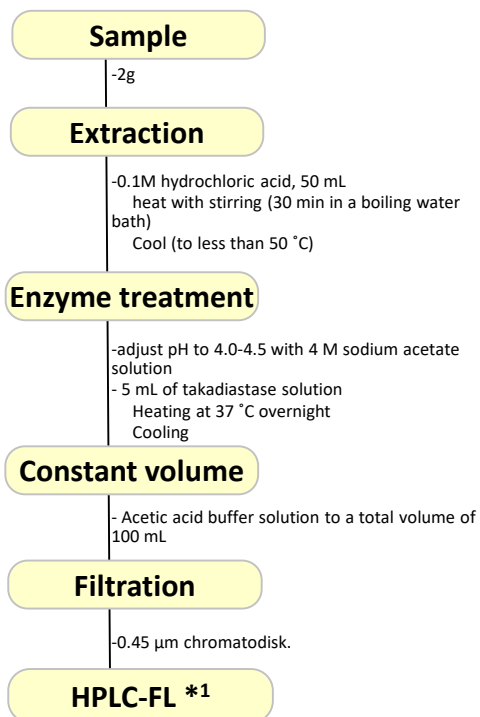 Sample
-2g
Extraction
-0.1M hydrochloric acid, 50 mL
heat with stirring (30 min in a boiling water
bath)
Cool (to less than 50 ˚C)
Enzyme treatment
-adjust pH to 4.0-4.5 with 4 M sodium acetate
solution
- 5 mL of takadiastase solution
Heating at 37 ˚C overnight
Cooling
Constant volume
- Acetic acid buffer solution to a total volume of
100 mL
Filtration
-0.45 µm chromatodisk.
HPLC-FL *1